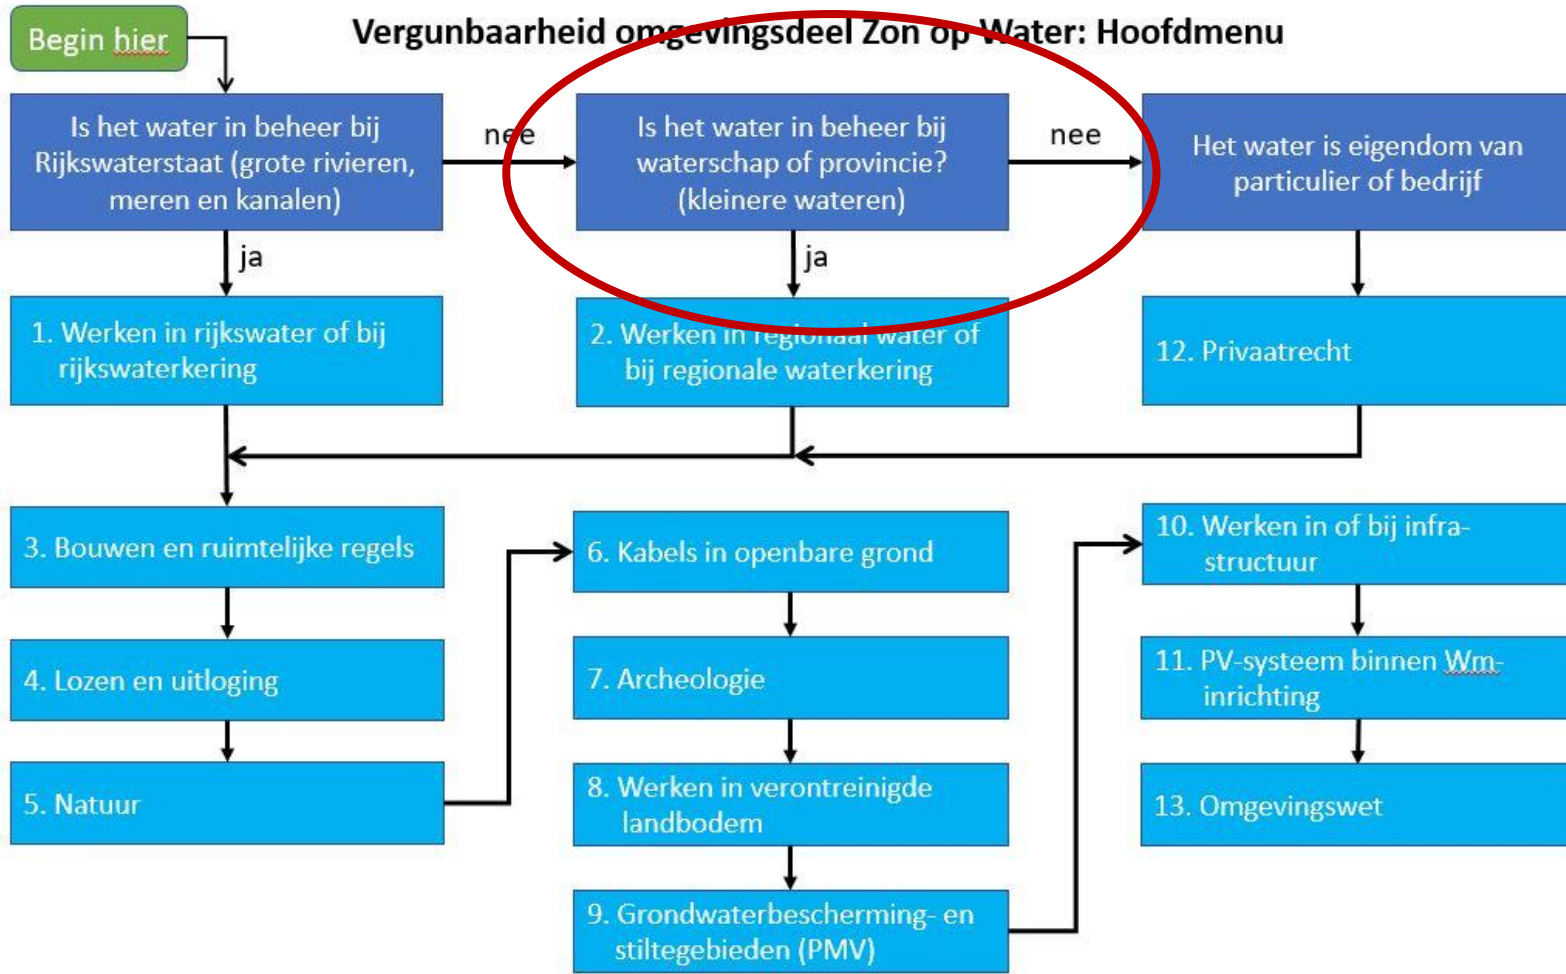 Begin hier
Vergunbaarheid omgevingsdeel Zon op Water: Hoofdmenu
Is het water in beheer bij
Rijkswaterstaat (grote rivieren,
meren en kanalen)
nee
Is het water in beheer bij
waterschap of provincie?
(kleinere wateren)
nee
Het water is eigendom van
particulier of bedrijf
ja
ja
1. Werken in rijkswater of bij
rijkswaterkering
2. Werken in regionaal water of
bij regionale waterkering
12. Privaatrecht
3. Bouwen en ruimtelijke regels
4. Lozen en uitloging
5. Natuur
6. Kabels in openbare grond
7. Archeologie
8. Werken in verontreinigde
landbodem
9. Grondwaterbescherming- en
stiltegebieden (PMV)
10. Werken in of bij infra-
structuur
11. PV-systeem binnen Wm-
inrichting
13. Omgevingswet